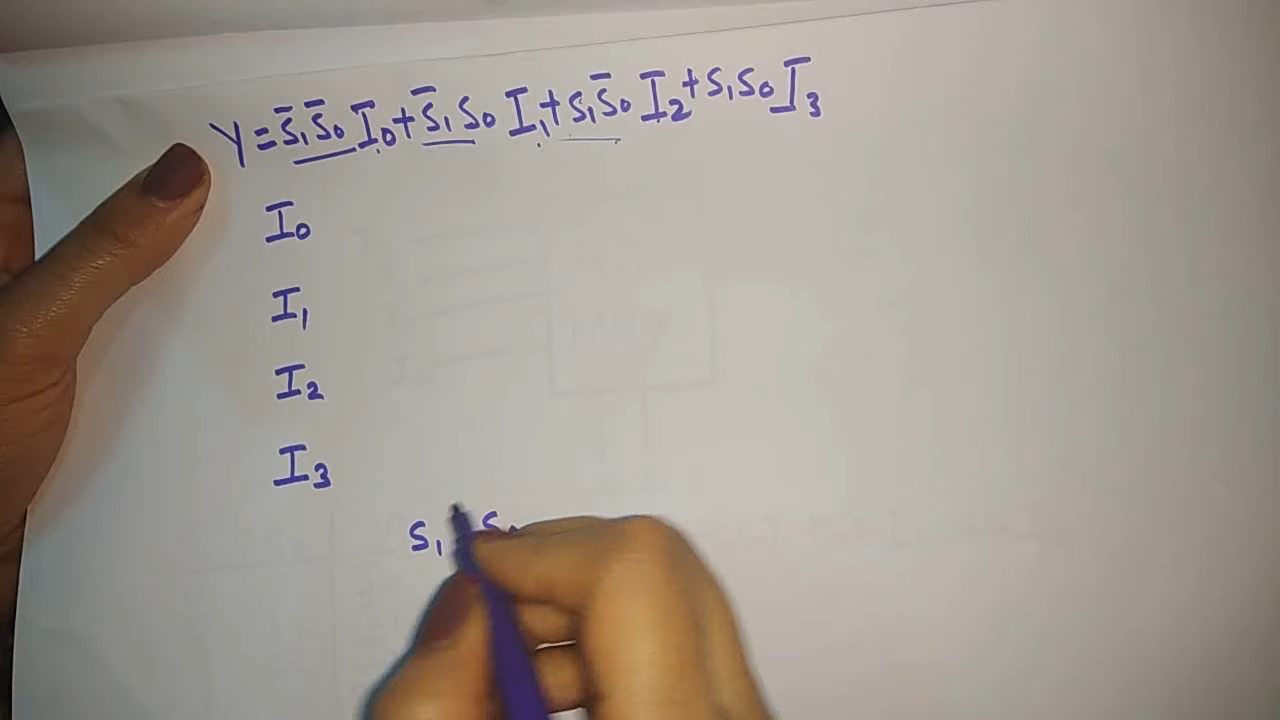 Y = S̄₁S̄₀ I₀ + S̄₁S₀ I₁ + S₁S̄₀ I₂ + S₁S₀ I₃
I₀
I₁
I₂
I₃
S₁